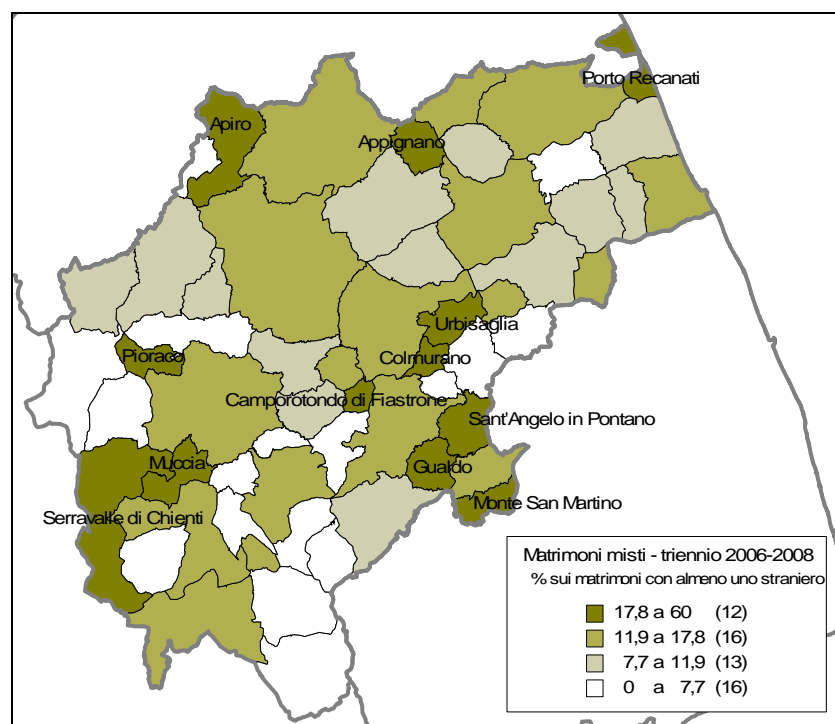 Porto Recanati
Apiro
Appignano
Urbisaglia
Pioraco
Colmurano
Camporotondo di Fiastrone
Sant'Angelo in Pontano
Muccia
Gualdo
Monte San Martino
Serravalle di Chienti
Matrimoni misti - triennio 2006-2008
% sui matrimoni con almeno uno straniero
17,8 a 60 (12)
11,9 a 17,8 (16)
7,7 a 11,9 (13)
0 a 7,7 (16)